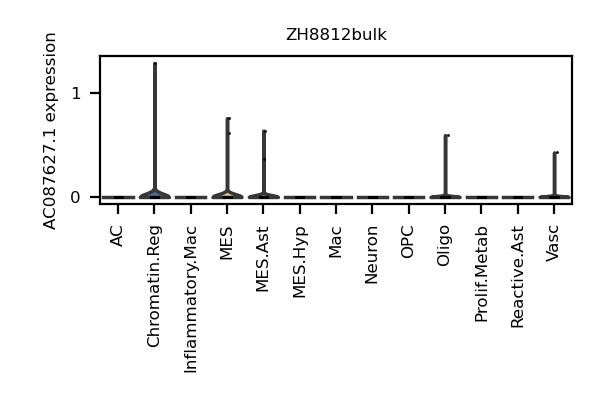 ZH8812bulk
AC087627.1 expression
1
0
AC
Chromatin.Reg
Inflammatory.Mac
MES
MES.Ast
MES.Hyp
Mac
Neuron
OPC
Oligo
Prolif.Metab
Reactive.Ast
Vasc